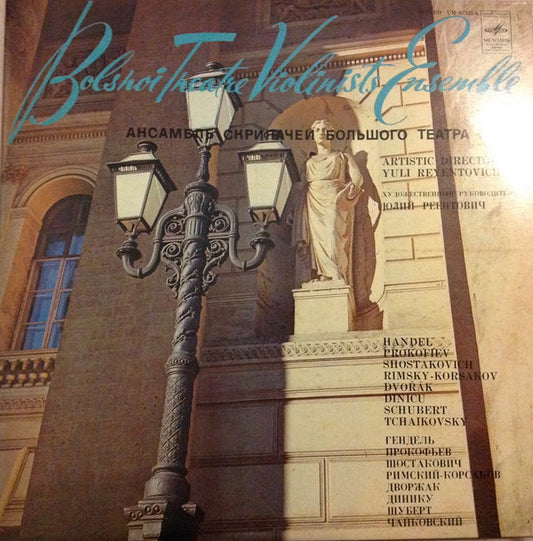 Bolshoi Theatre Violinists Ensemble
АНСАМБЛЬ СКРИПАЧЕЙ БОЛЬШОГО ТЕАТРА
ARTISTIC DIRECTOR
YULI REYENTOVICH
ХУДОЖЕСТВЕННЫЙ РУКОВОДИТЕЛЬ
ЮЛИЙ РЕЕНТОВИЧ
HANDEL
PROKOFIEV
SHOSTAKOVICH
RIMSKY-KORSAKOV
DVOŘAK
DINICU
SCHUBERT
TCHAIKOVSKY
ГЕНДЕЛЬ
ПРОКОФЬЕВ
ШОСТАКОВИЧ
РИМСКИЙ-КОРСАКОВ
ДВОРЖАК
ДИНИКУ
ШУБЕРТ
ЧАЙКОВСКИЙ